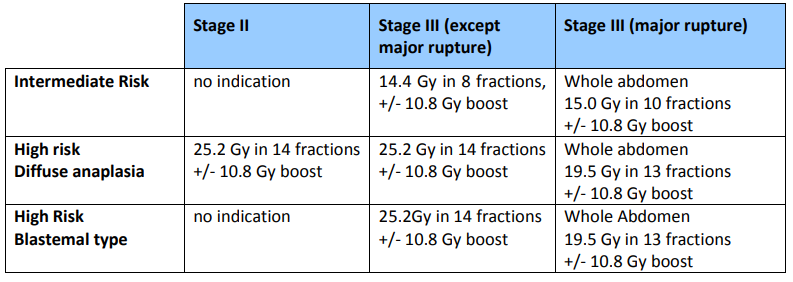 Stage II
Stage III (except
major rupture)
Stage III (major rupture)
Intermediate Risk
no indication
14.4 Gy in 8 fractions,
+/- 10.8 Gy boost
Whole abdomen
15.0 Gy in 10 fractions
+/- 10.8 Gy boost
High risk
Diffuse anaplasia
25.2 Gy in 14 fractions
+/- 10.8 Gy boost
25.2 Gy in 14 fractions
+/- 10.8 Gy boost
Whole abdomen
19.5 Gy in 13 fractions
+/- 10.8 Gy boost
High Risk
Blastemal type
no indication
25.2Gy in 14 fractions
+/- 10.8 Gy boost
Whole Abdomen
19.5 Gy in 13 fractions
+/- 10.8 Gy boost